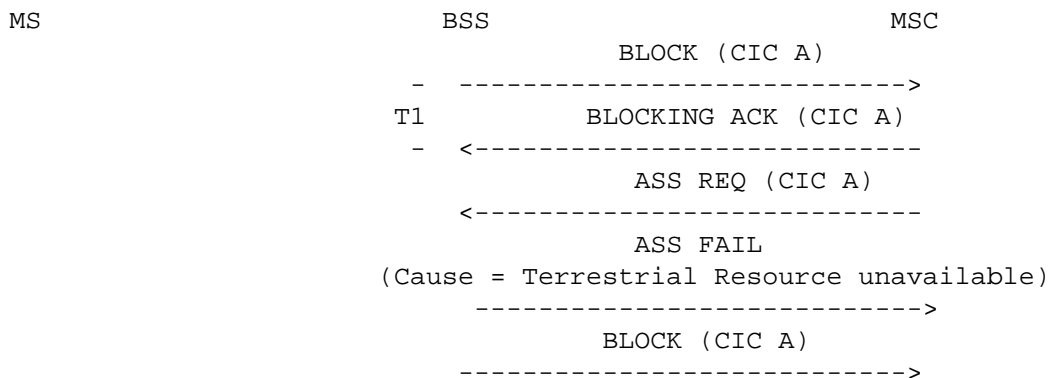 MS BSS MSC
BLOCK (CIC A)
- ---------------------------->
T1 BLOCKING ACK (CIC A)
- <----------------------------
ASS REQ (CIC A)
<-----------------------------
ASS FAIL
(Cause = Terrestrial Resource unavailable)
---------------------------->
BLOCK (CIC A)
---------------------------->